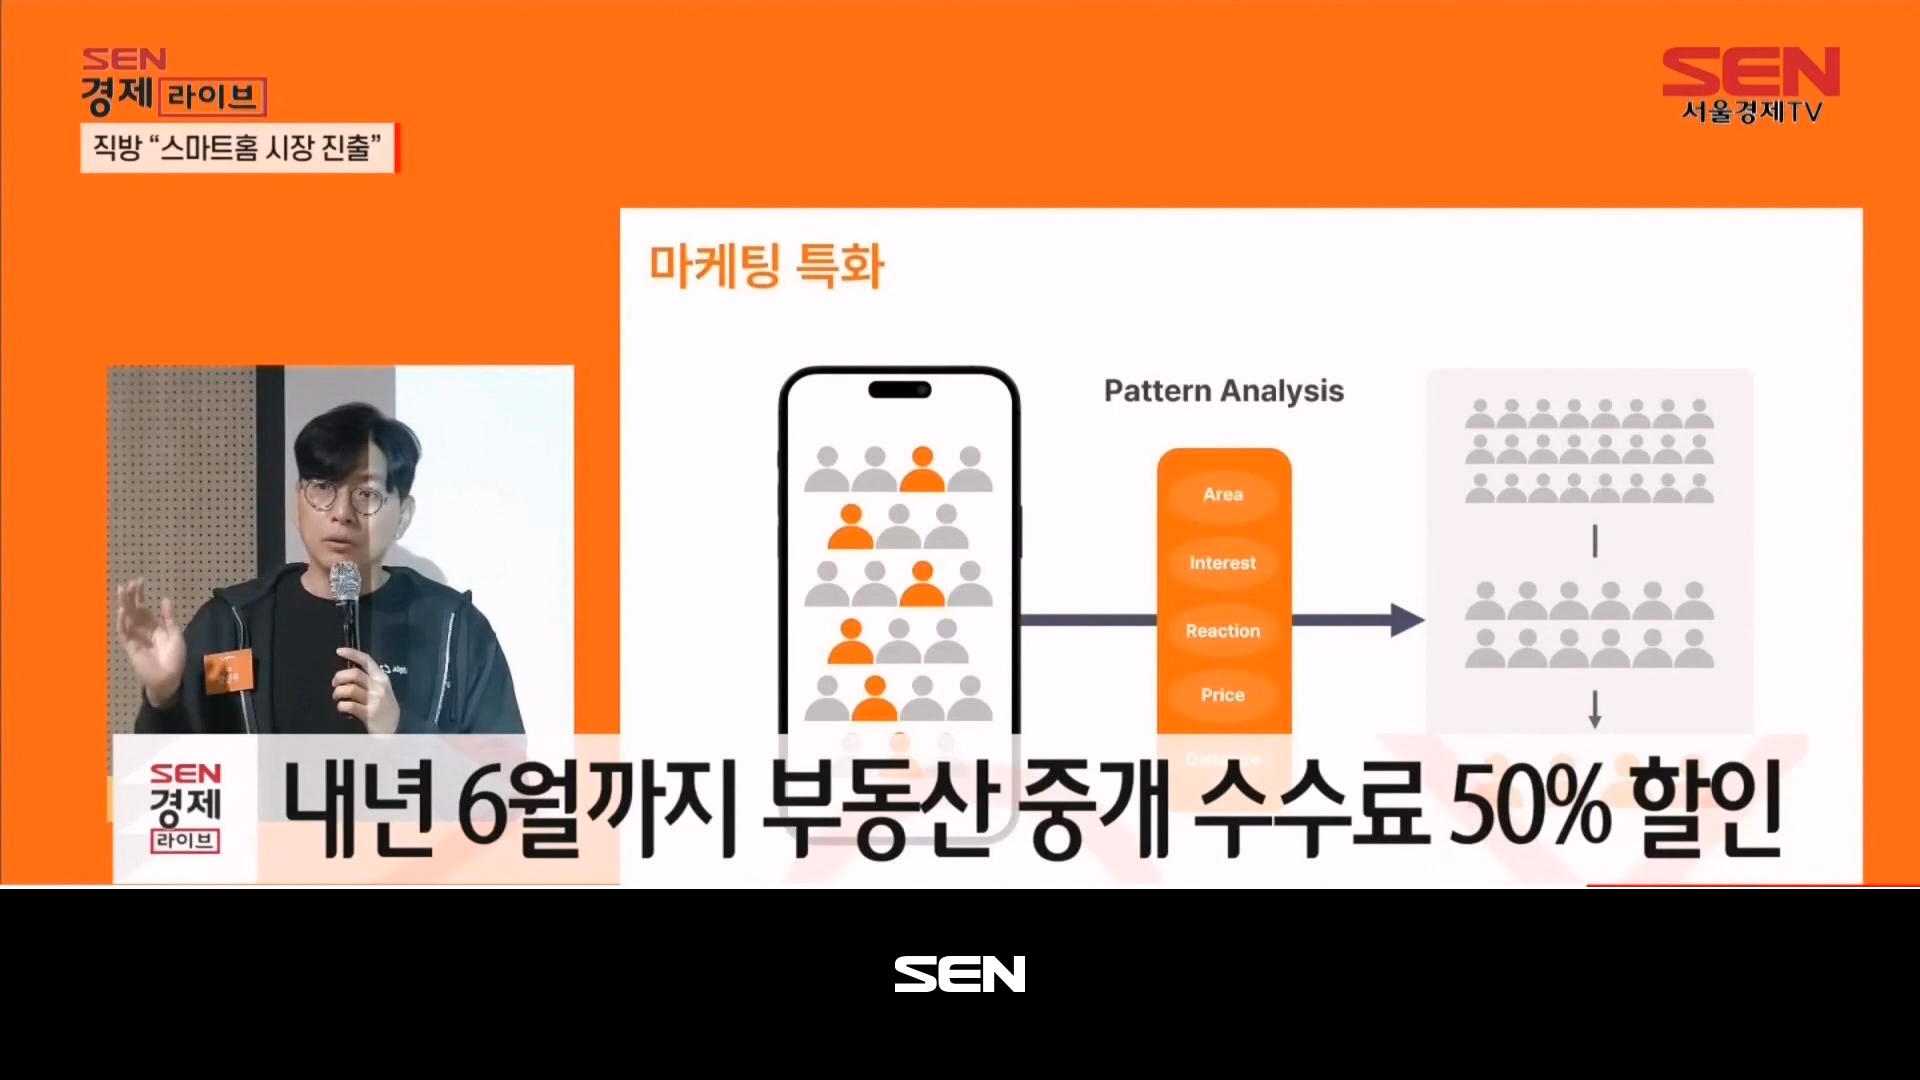 SEN
경제 라이브
직방 “스마트홈 시장 진출”
SEN
서울경제TV
마케팅 특화
Pattern Analysis
Area
Interest
Reaction
Price
Distance
SEN
경제
라이브
내년 6월까지 부동산 중개 수수료 50% 할인
SEN